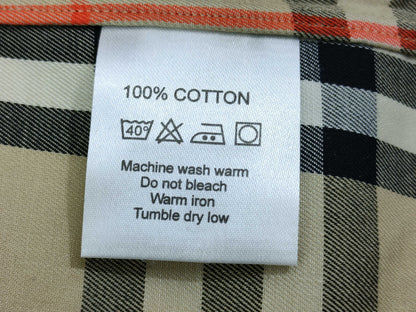 100% COTTON
40°
Machine wash warm
Do not bleach
Warm iron
Tumble dry low